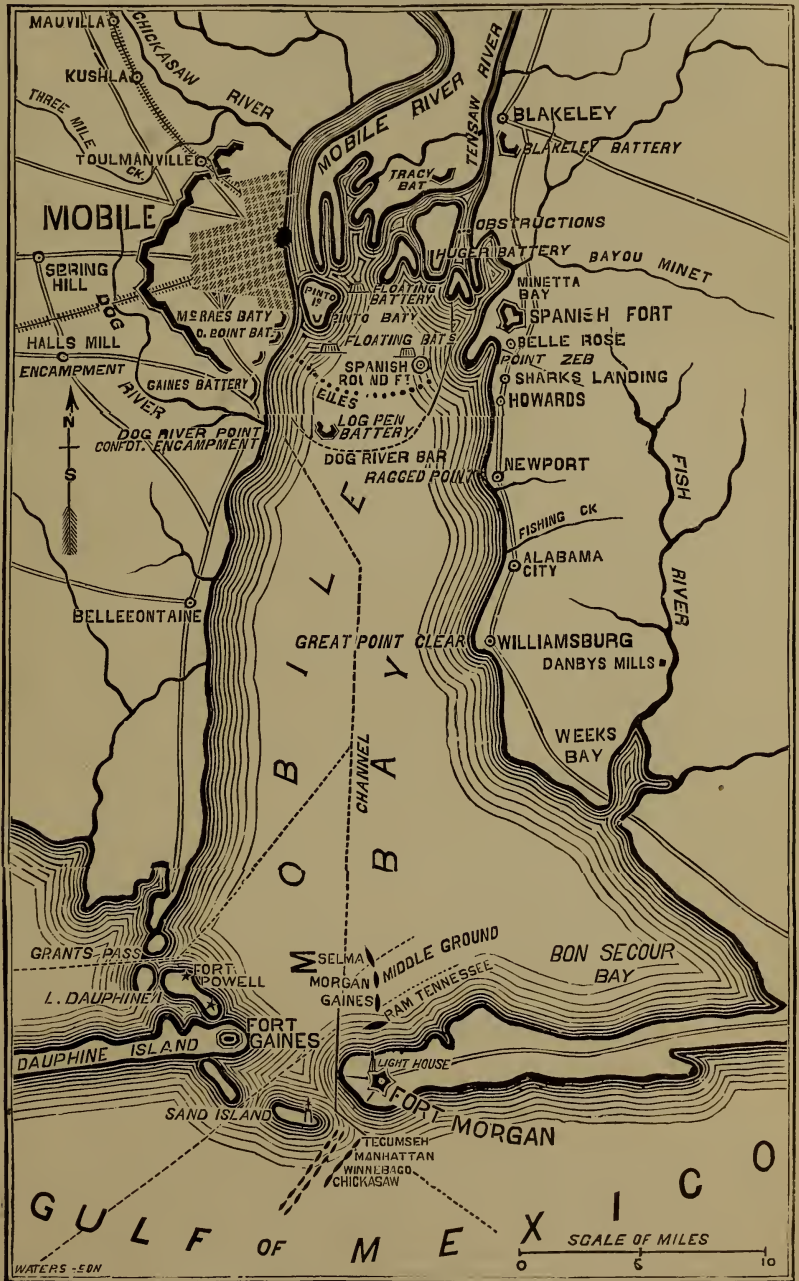 MAUVILLA
CHICKASAW RIVER
KUSHLA
THREE MILE CK.
TOULMANVILLE
MOBILE RIVER
TENSAW RIVER
BLAKELEY
BLAKELEY BATTERY
TRACY BAT
MOBILE
OBSTRUCTIONS
HUGER BATTERY
BAYOU MINET
SPRING HILL
MINETTA BAY
PINTO IS
FLOATING BATTERY
PINTO BATY
SPANISH FORT
McRAES BATY
O. POINT BAT.
DOG RIVER
HALLS MILL
ENCAMPMENT
FLOATING BATS
BELLE ROSE
POINT ZEB
SPANISH ROUND FT
SHARKS LANDING
GAINES BATTERY
HOWARDS
N
S
LOG PEN BATTERY
DOG RIVER POINT
CONFDT. ENCAMPMENT
DOG RIVER BAR
RAGGED POINT
NEWPORT
FISH RIVER
FISHING CK
ALABAMA CITY
BELLEEONTAINE
GREAT POINT CLEAR
WILLIAMSBURG
DANBYS MILLS
MOBILE BAY
CHANNEL
WEEKS BAY
GRANTS PASS
SELMA
MORGAN
GAINES
MIDDLE GROUND
RAM TENNESSEE
BON SECOUR BAY
FORT POWELL
L. DAUPHINE I
FORT GAINES
DAUPHINE ISLAND
LIGHT HOUSE
FORT MORGAN
SAND ISLAND
TECUMSEH
MANHATTAN
WINNEBAGO
CHICKASAW
GULF OF MEXICO
SCALE OF MILES
0 5 10
WATERS-SON